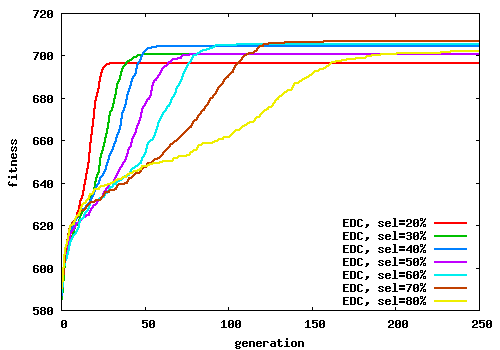 720
700
680
660
640
620
600
580
fitness
EDC, sel=20%
EDC, sel=30%
EDC, sel=40%
EDC, sel=50%
EDC, sel=60%
EDC, sel=70%
EDC, sel=80%
0 50 100 150 200 250
generation